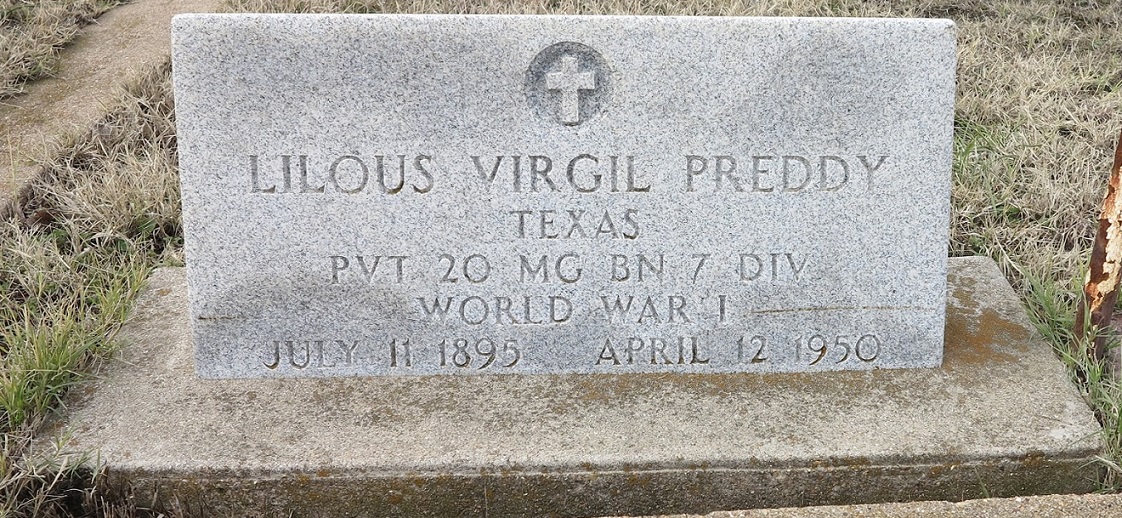 LILOUS VIRGIL PREDDY
TEXAS
PVT 20 MG BN 7 DIV
WORLD WAR I
JULY 11 1895 APRIL 12 1950